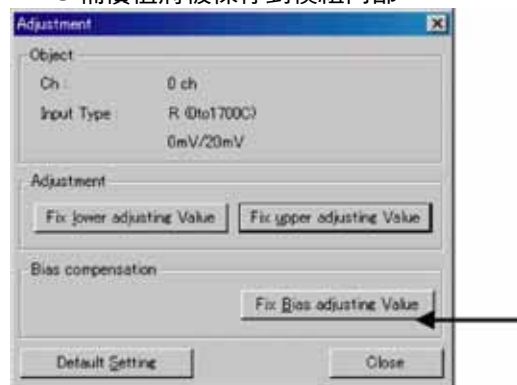 Adjustment
Object
Ch : 0 ch
Input Type : R (0to1700C)
0mV/20mV
Adjustment
Fix lower adjusting Value Fix upper adjusting Value
Bias compensation
Fix Bias adjusting Value
Default Setting Close